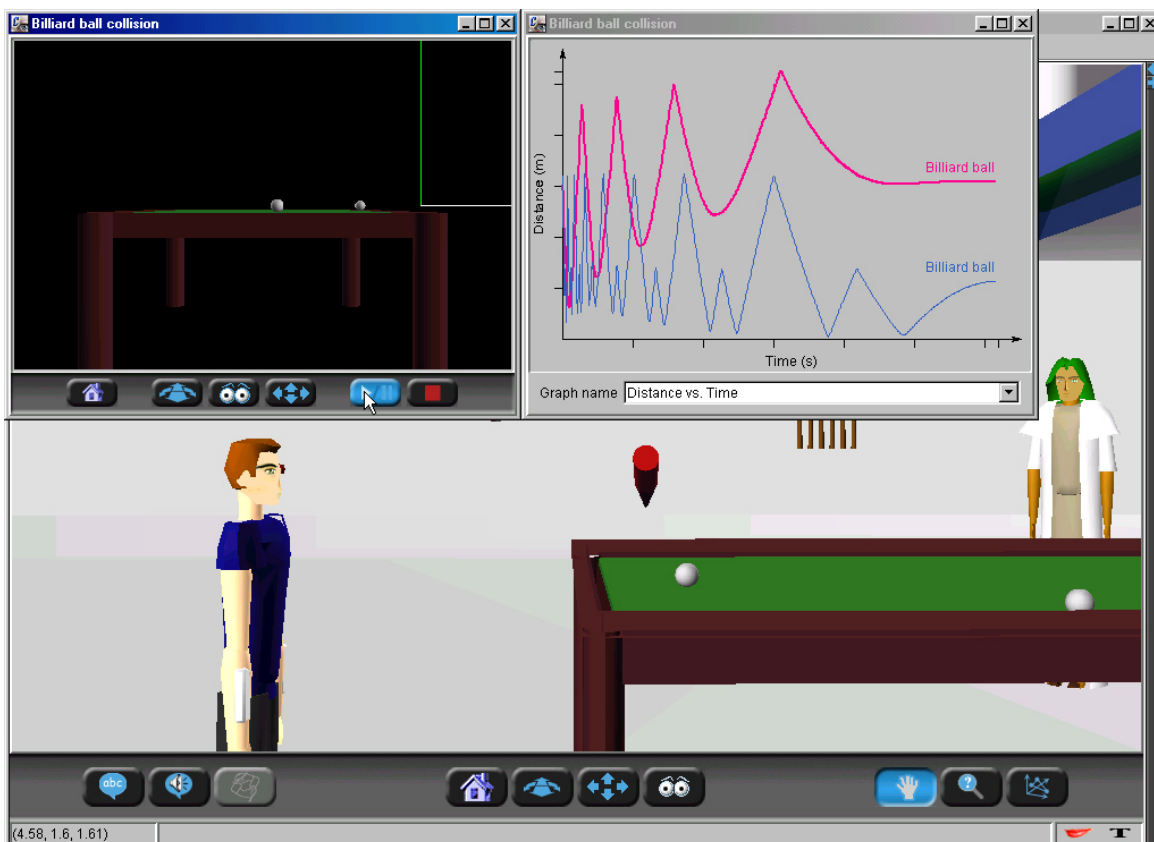 Billiard ball collision
Billiard ball collision
Distance (m)
Billiard ball
Billiard ball
Time (s)
Graph name Distance vs. Time
abc
?
(4.58, 1.6, 1.61)
T